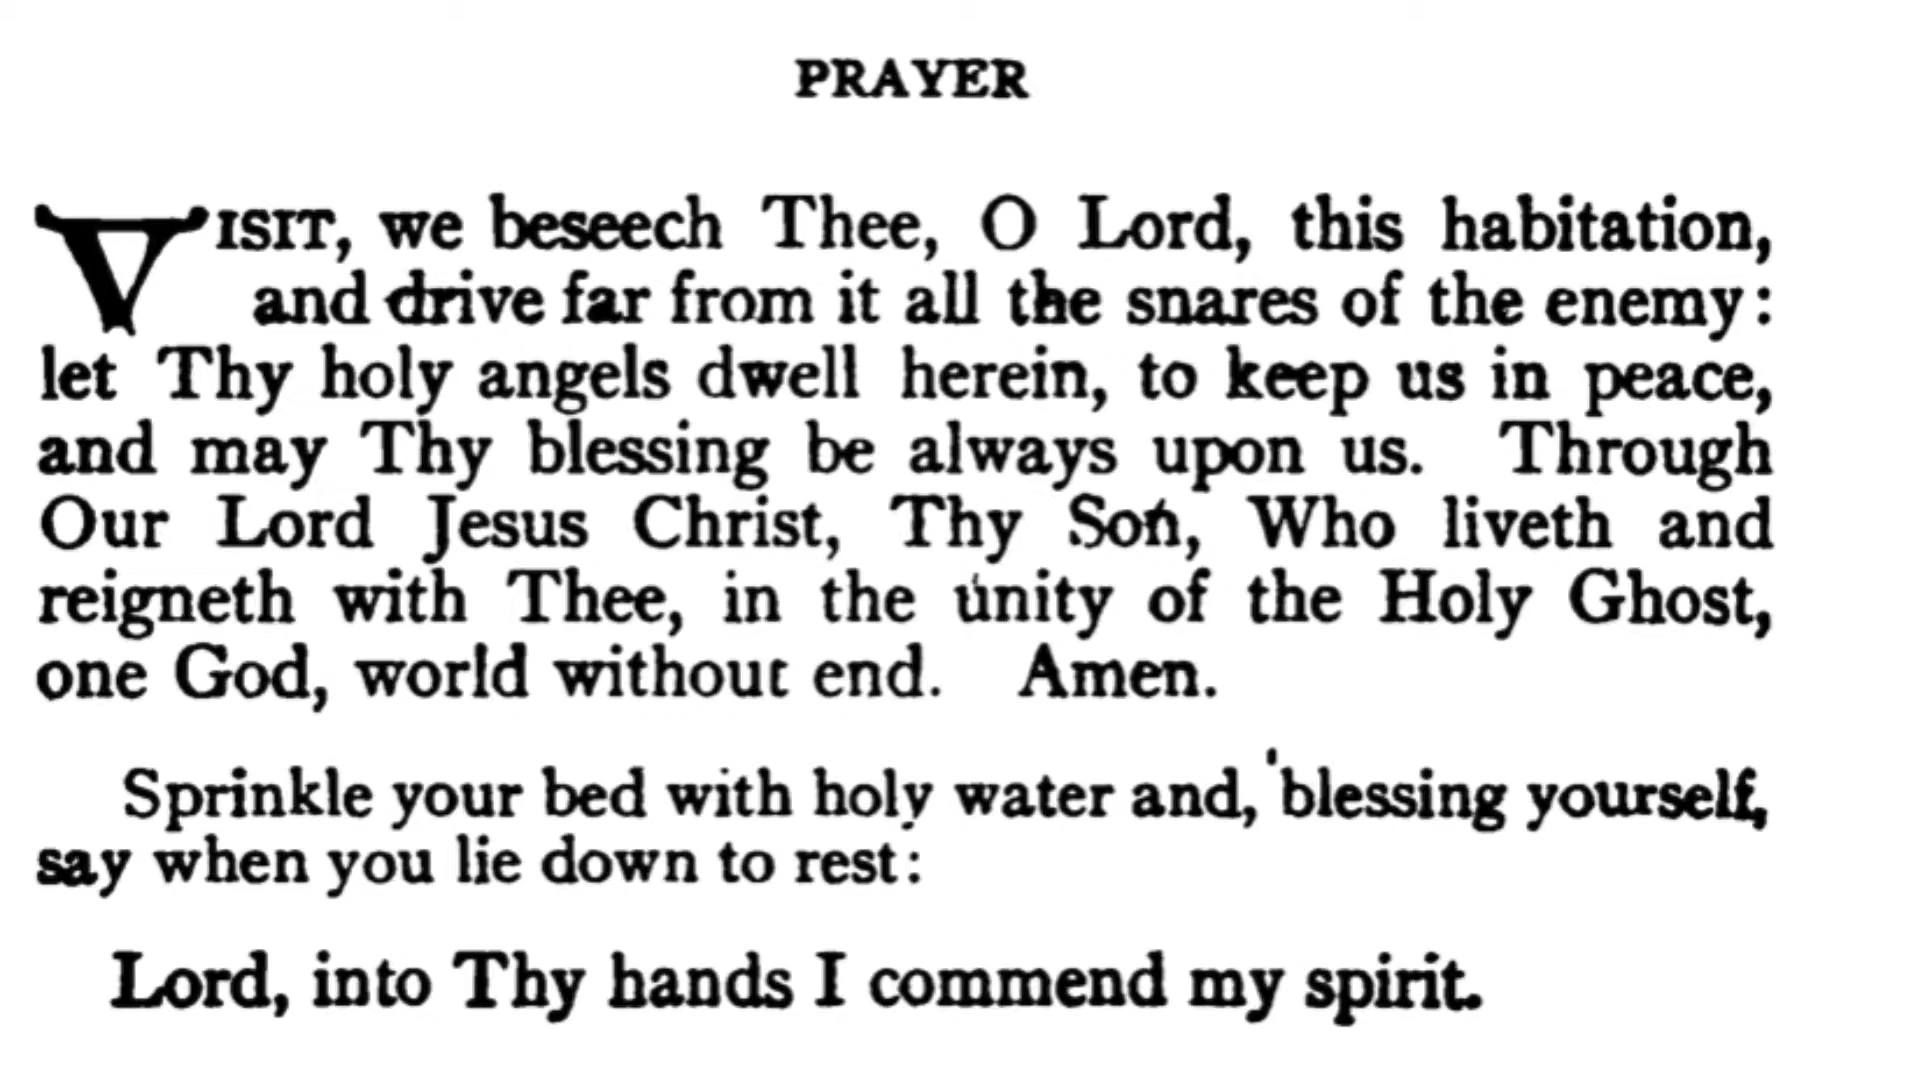 PRAYER
VISIT, we beseech Thee, O Lord, this habitation,
and drive far from it all the snares of the enemy:
let Thy holy angels dwell herein, to keep us in peace,
and may Thy blessing be always upon us. Through
Our Lord Jesus Christ, Thy Son, Who liveth and
reigneth with Thee, in the unity of the Holy Ghost,
one God, world without end. Amen.
Sprinkle your bed with holy water and, blessing yourself,
say when you lie down to rest:
Lord, into Thy hands I commend my spirit.